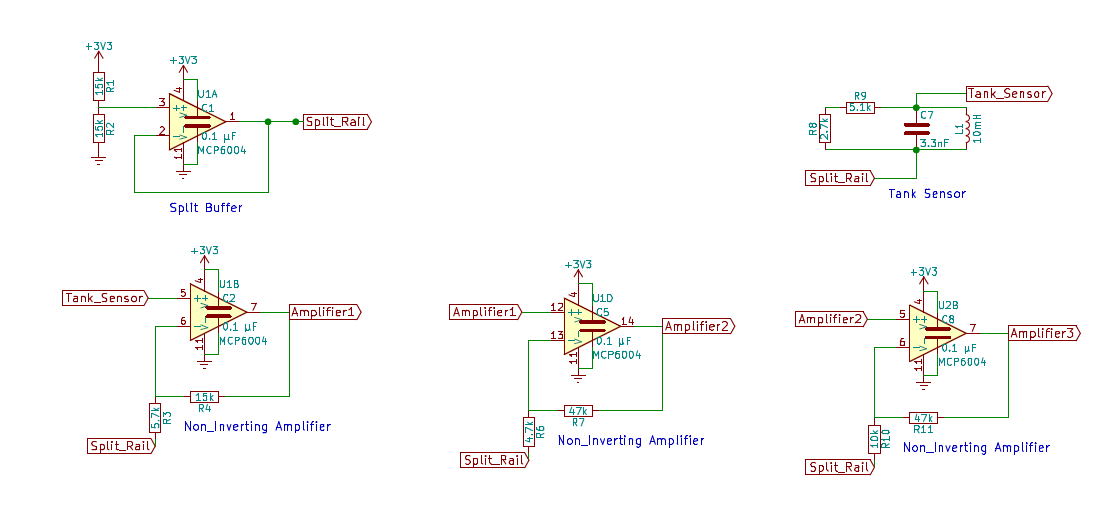 +3V3
15k
R1
15k
R2
+3V3
4
3
2
11
1
U1A
C1
0.1 µF
MCP6004
Split_Rail
Split Buffer
R9
5.1k
R8
2.7k
C7
3.3nF
L1
10mH
Tank_Sensor
Split_Rail
Tank Sensor
+3V3
Tank_Sensor
4
5
6
11
7
U1B
C2
0.1 µF
MCP6004
Amplifier1
15k
R4
5.7k
R3
Split_Rail
Non_Inverting Amplifier
+3V3
Amplifier1
4
12
13
11
14
U1D
C5
0.1 µF
MCP6004
Amplifier2
47k
R7
4.7k
R6
Split_Rail
Non_Inverting Amplifier
+3V3
Amplifier2
4
5
6
11
7
U2B
C8
0.1 µF
MCP6004
Amplifier3
47k
R11
10k
R10
Split_Rail
Non_Inverting Amplifier